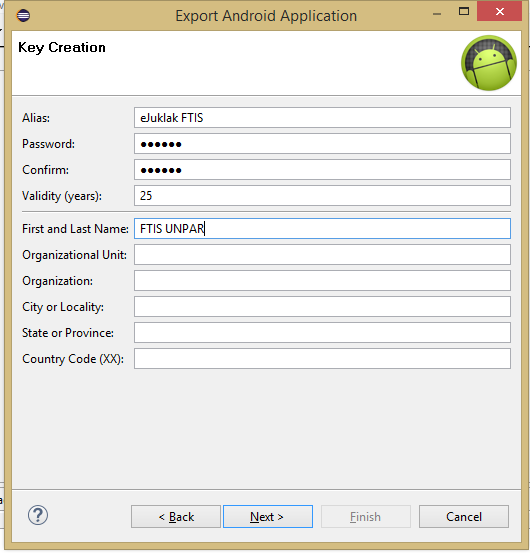 Export Android Application
Key Creation
Alias: eJuklak FTIS
Password: ●●●●●●
Confirm: ●●●●●●
Validity (years): 25
First and Last Name: FTIS UNPAR
Organizational Unit:
Organization:
City or Locality:
State or Province:
Country Code (XX):
? < Back Next > Finish Cancel